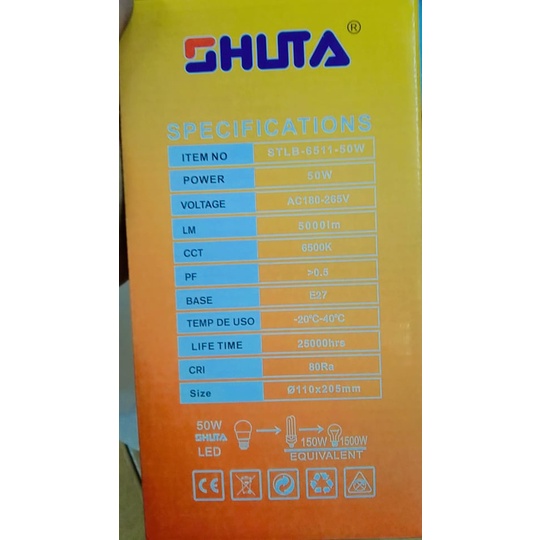 SHUTA®
SPECIFICATIONS
ITEM NO STLB-6511-50W
POWER 50W
VOLTAGE AC160-265V
LM 5000lm
CCT 6500K
PF >0.5
BASE E27
TEMP DE USO -20℃-40℃
LIFE TIME 25000hrs
CRI 80Ra
Size Ø110x205mm
50W
SHUTA
LED
150W 1500W
EQUIVALENT
CE